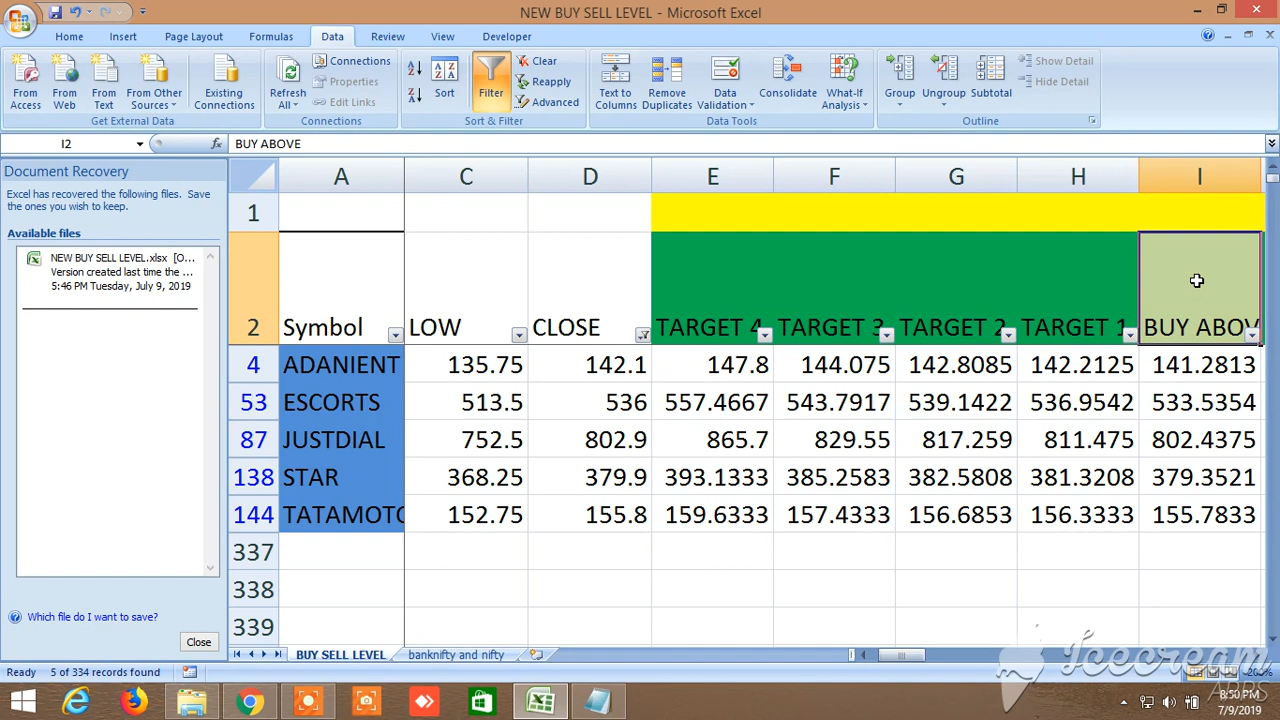 NEW BUY SELL LEVEL - Microsoft Excel
Home Insert Page Layout Formulas Data Review View Developer
From Access
From Web
From Text
From Other Sources
Existing Connections
Get External Data
Refresh All
Connections
Properties
Edit Links
Connections
Sort
Filter
Clear
Reapply
Advanced
Sort & Filter
Text to Columns
Remove Duplicates
Data Validation
Consolidate
What-If Analysis
Data Tools
Group
Ungroup
Subtotal
Show Detail
Hide Detail
Outline
I2 fx BUY ABOVE
Document Recovery
Excel has recovered the following files. Save
the ones you wish to keep.
Available files
NEW BUY SELL LEVEL.xlsx [O...
Version created last time the ...
5:46 PM Tuesday, July 9, 2019
Which file do I want to save?
Close
A C D E F G H I
1
2 Symbol LOW CLOSE TARGET 4 TARGET 3 TARGET 2 TARGET 1 BUY ABOV
4 ADANIENT 135.75 142.1 147.8 144.075 142.8085 142.2125 141.2813
53 ESCORTS 513.5 536 557.4667 543.7917 539.1422 536.9542 533.5354
87 JUSTDIAL 752.5 802.9 865.7 829.55 817.259 811.475 802.4375
138 STAR 368.25 379.9 393.1333 385.2583 382.5808 381.3208 379.3521
144 TATAMOTO 152.75 155.8 159.6333 157.4333 156.6853 156.3333 155.7833
337
338
339
BUY SELL LEVEL banknifty and nifty
Ready 5 of 334 records found 200%
Icecream
APPS
8:50 PM
7/9/2019